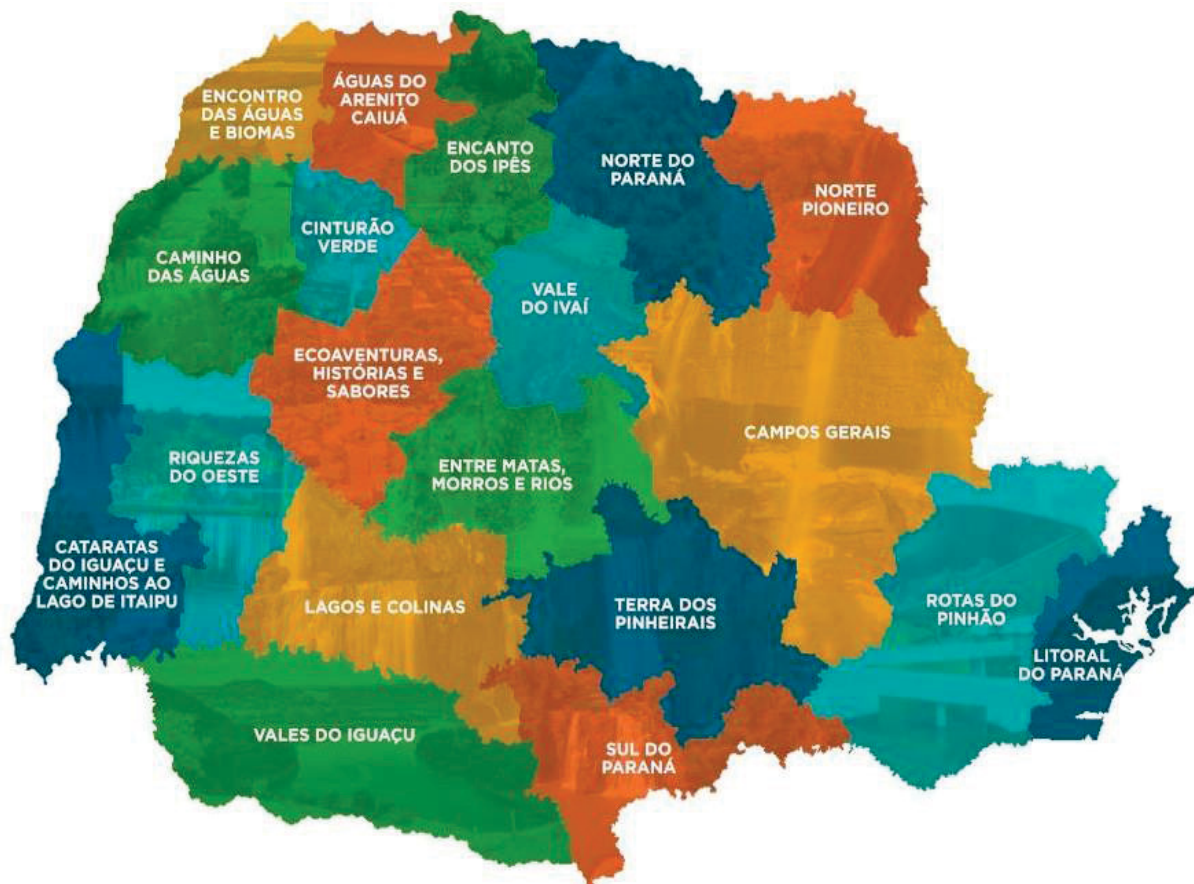 ENCONTRO
DAS ÁGUAS
E BIOMAS
ÁGUAS DO
ARENITO
CAIUÁ
ENCANTO
DOS IPÊS
NORTE DO
PARANÁ
NORTE
PIONEIRO
CAMINHO
DAS ÁGUAS
CINTURÃO
VERDE
VALE
DO IVAÍ
ECOAVENTURAS,
HISTÓRIAS E
SABORES
CAMPOS GERAIS
RIQUEZAS
DO OESTE
ENTRE MATAS,
MORROS E RIOS
CATARATAS
DO IGUAÇU E
CAMINHOS AO
LAGO DE ITAIPU
LAGOS E COLINAS
TERRA DOS
PINHEIRAIS
ROTAS DO
PINHÃO
LITORAL
DO PARANÁ
VALES DO IGUAÇU
SUL DO
PARANÁ